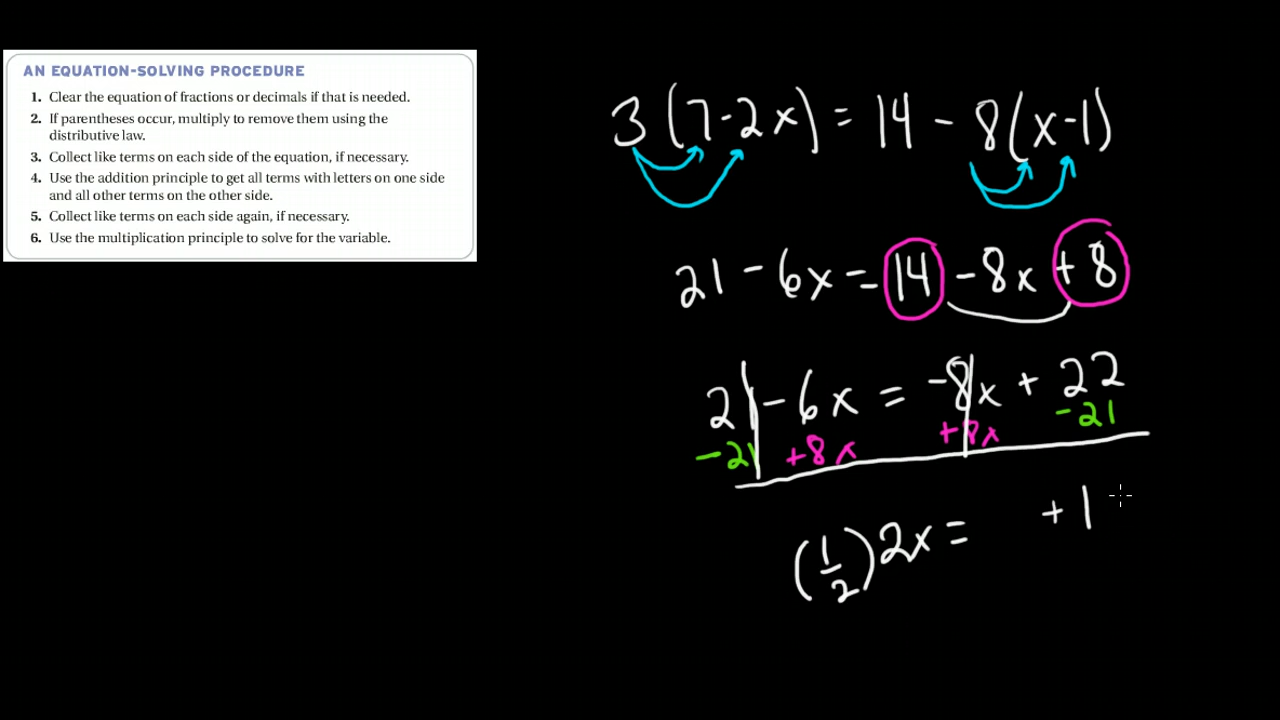 AN EQUATION-SOLVING PROCEDURE
1. Clear the equation of fractions or decimals if that is needed.
2. If parentheses occur, multiply to remove them using the
distributive law.
3. Collect like terms on each side of the equation, if necessary.
4. Use the addition principle to get all terms with letters on one side
and all other terms on the other side.
5. Collect like terms on each side again, if necessary.
6. Use the multiplication principle to solve for the variable.
3(7-2x) = 14 - 8(x-1)
21 - 6x = 14 - 8x + 8
21 - 6x = -8x + 22
-21 +8x +8x -21
(1/2) 2x = +1